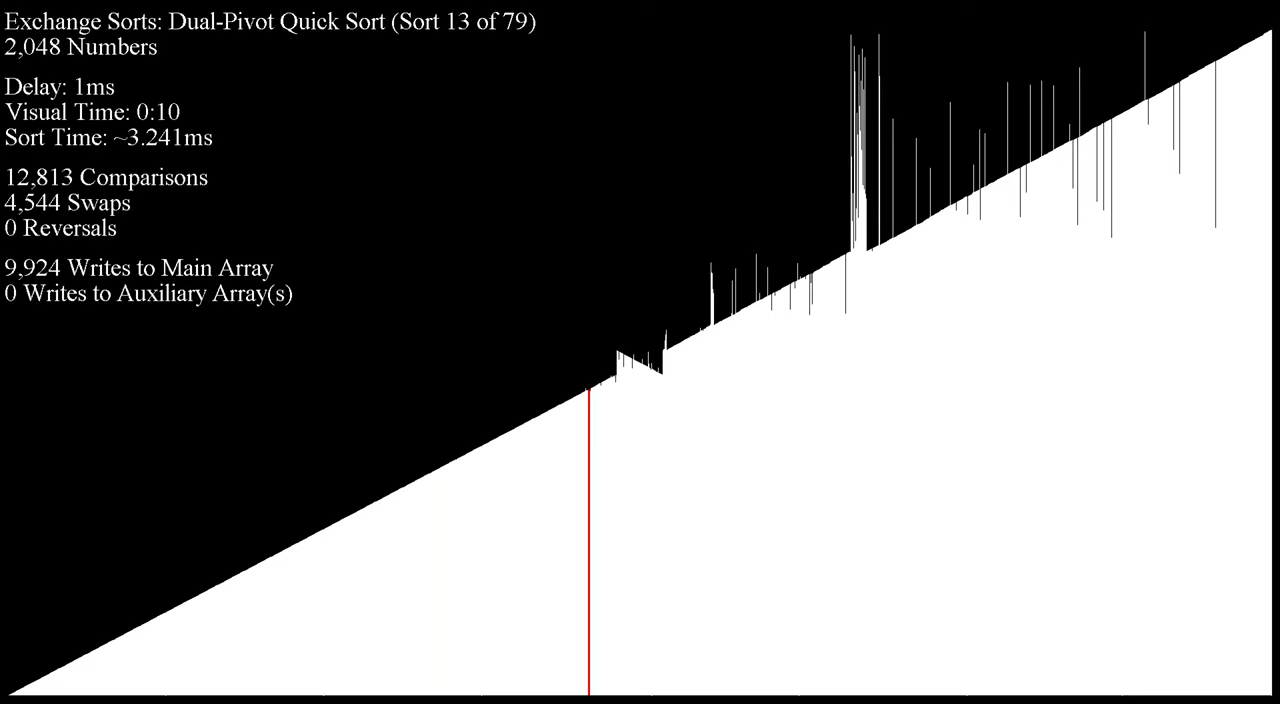 Exchange Sorts: Dual-Pivot Quick Sort (Sort 13 of 79)
2,048 Numbers
Delay: 1ms
Visual Time: 0:10
Sort Time: ~3.241ms
12,813 Comparisons
4,544 Swaps
0 Reversals
9,924 Writes to Main Array
0 Writes to Auxiliary Array(s)